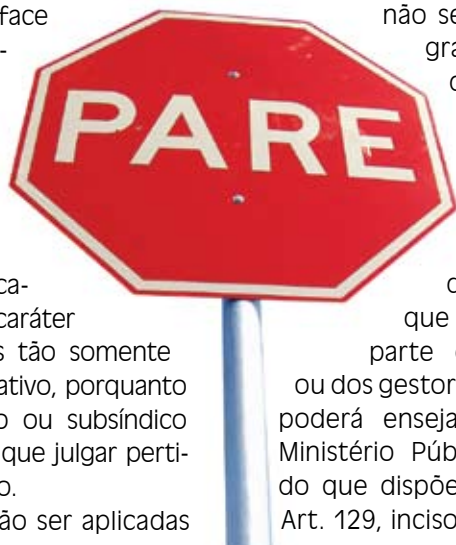 face
-
PARE
ca-
caráter
s tão somente
ativo, porquanto
o ou subsíndico
que julgar perti-
o.
ão ser aplicadas
não se
gra
que
parte
ou dos gestor
poderá enseja
Ministério Púb
do que dispõe
Art. 129, inciso